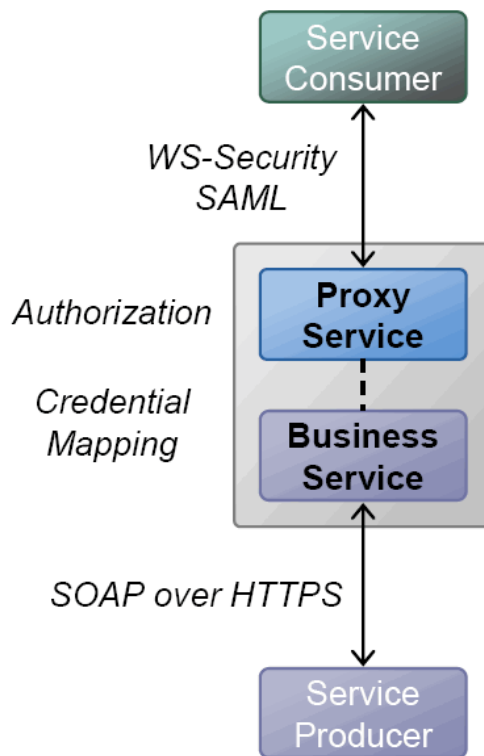 Service
Consumer
WS-Security
SAML
Authorization
Proxy
Service
Credential
Mapping
Business
Service
SOAP over HTTPS
Service
Producer